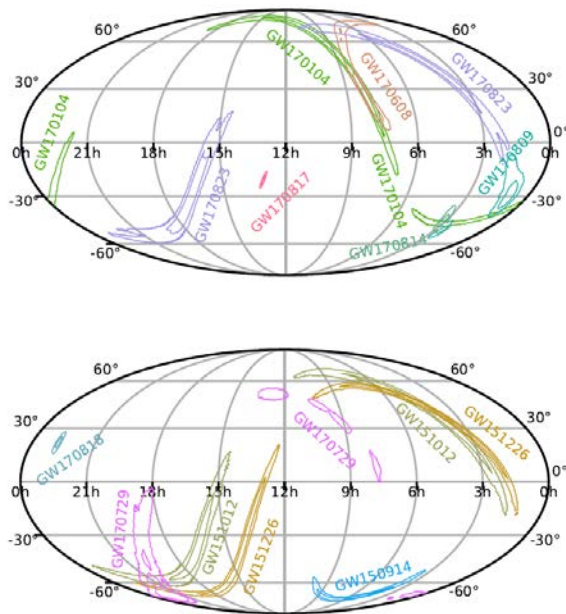 60°
60°
30°
30°
0h
21h
18h
15h
12h
9h
6h
3h
0h
0°
-30°
-30°
-60°
-60°
GW170104
GW170104
GW170104
GW170608
GW170823
GW170823
GW170817
GW170809
GW170814
60°
60°
30°
30°
0h
21h
18h
15h
12h
9h
6h
3h
0h
0°
-30°
-30°
-60°
-60°
GW170818
GW170729
GW170729
GW151012
GW151012
GW151226
GW151226
GW150914